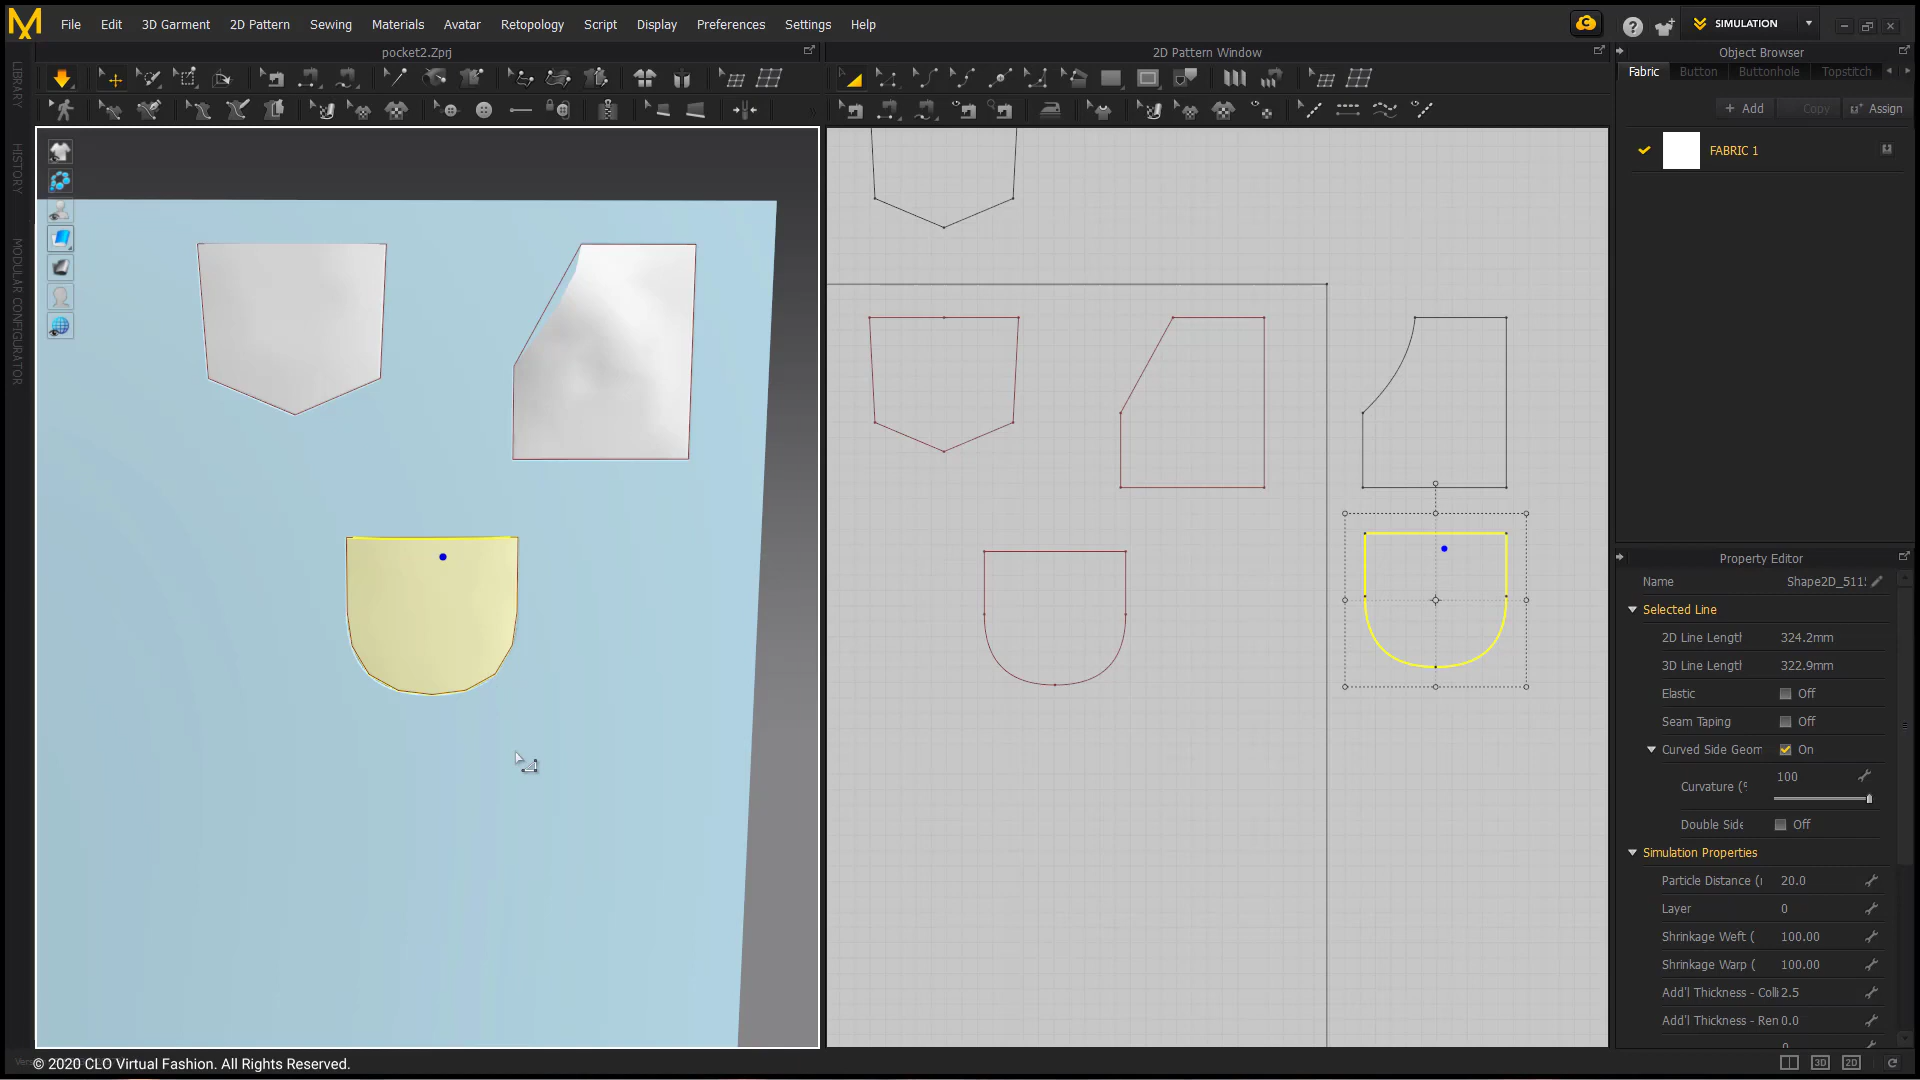 File Edit 3D Garment 2D Pattern Sewing Materials Avatar Retopology Script Display Preferences Settings Help
SIMULATION
pocket2.Zprj
2D Pattern Window
Object Browser
Fabric Button Buttonhole Topstitch
+ Add Copy Assign
FABRIC 1
LIBRARY
HISTORY
MODULAR CONFIGURATOR
Property Editor
Name Shape2D_511
Selected Line
2D Line Length 324.2mm
3D Line Length 322.9mm
Elastic Off
Seam Taping Off
Curved Side Geom On
Curvature (
100
Double Side Off
Simulation Properties
Particle Distance ( 20.0
Layer 0
Shrinkage Weft ( 100.00
Shrinkage Warp ( 100.00
Add'l Thickness - Colli 2.5
Add'l Thickness - Ren 0.0
© 2020 CLO Virtual Fashion. All Rights Reserved.
3D 2D